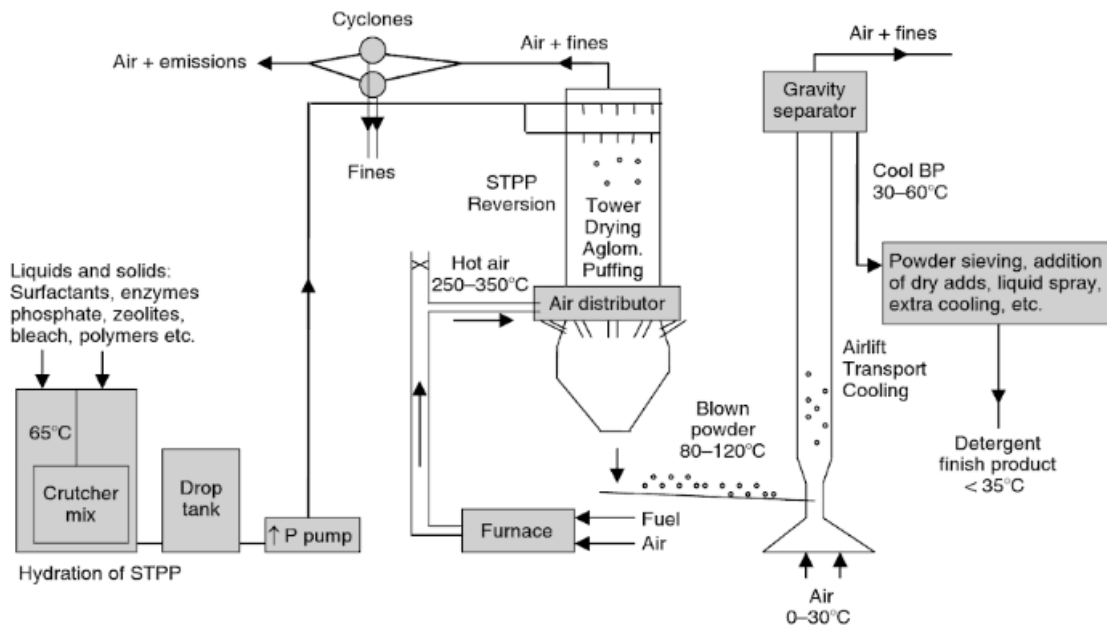 Cyclones
Air + emissions
Air + fines
Fines
Air + fines
Gravity
separator
Cool BP
30–60°C
STPP
Reversion
Tower
Drying
Aglom.
Puffing
Hot air
250–350°C
Air distributor
Powder sieving, addition
of dry adds, liquid spray,
extra cooling, etc.
Liquids and solids:
Surfactants, enzymes
phosphate, zeolites,
bleach, polymers etc.
65°C
Crutcher
mix
Drop
tank
↑ P pump
Hydration of STPP
Furnace
Fuel
Air
Blown
powder
80–120°C
Airlift
Transport
Cooling
Air
0–30°C
Detergent
finish product
< 35°C